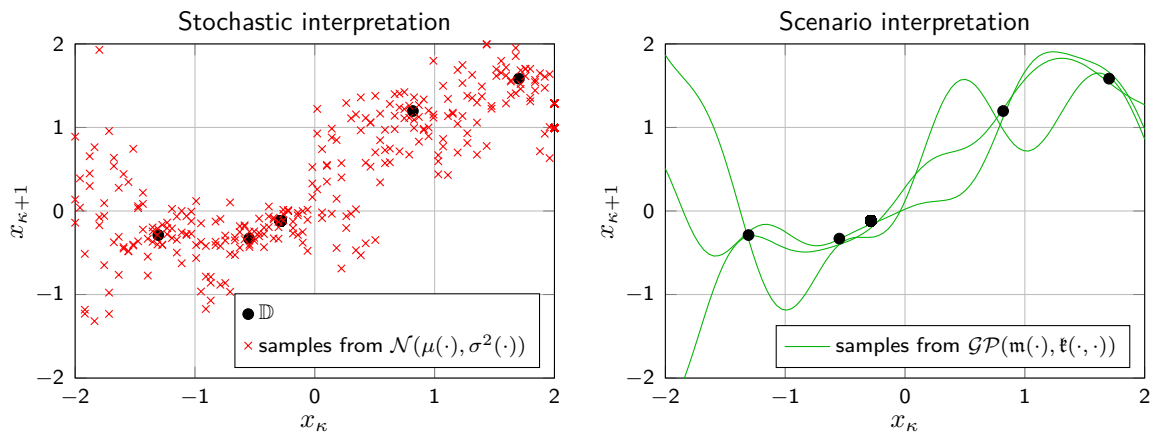 Stochastic interpretation
2
1
0
−1
−2
−2
−1
0
1
2
x_{κ+1}
x_κ
𝔻
samples from 𝒩(μ(·), σ²(·))
Scenario interpretation
2
1
0
−1
−2
−2
−1
0
1
2
x_{κ+1}
x_κ
samples from 𝒢𝒫(𝔪(·), 𝔨(·, ·))